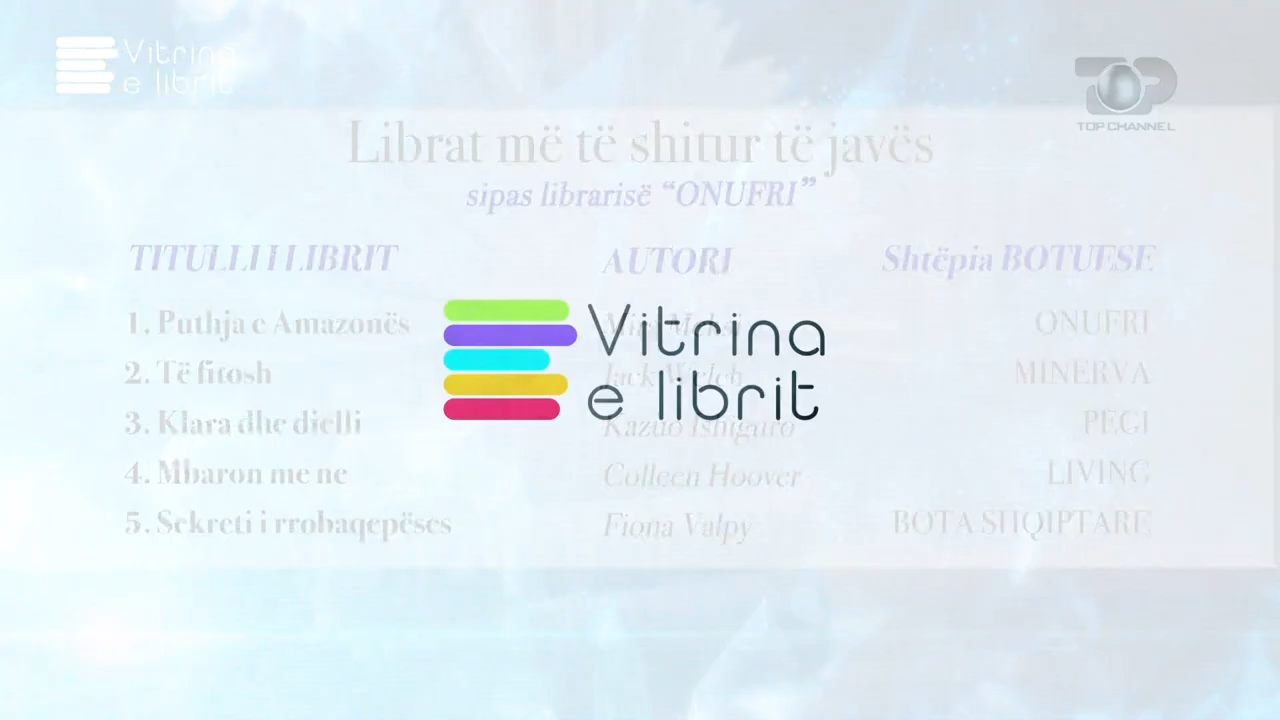 Vitrina
e librit
TOP CHANNEL
Librat më të shitur të javës
sipas librarisë “ONUFRI”
TITULLI I LIBRIT AUTORI Shtëpia BOTUESE
1. Puthja e Amazonës ONUFRI
2. Të fitosh Jack Welch MINERVA
3. Klara dhe dielli Kazuo Ishiguro PEGI
4. Mbaron me ne Colleen Hoover LIVING
5. Sekreti i rrobaqepëses Fiona Valpy BOTA SHQIPTARE
Vitrina
e librit